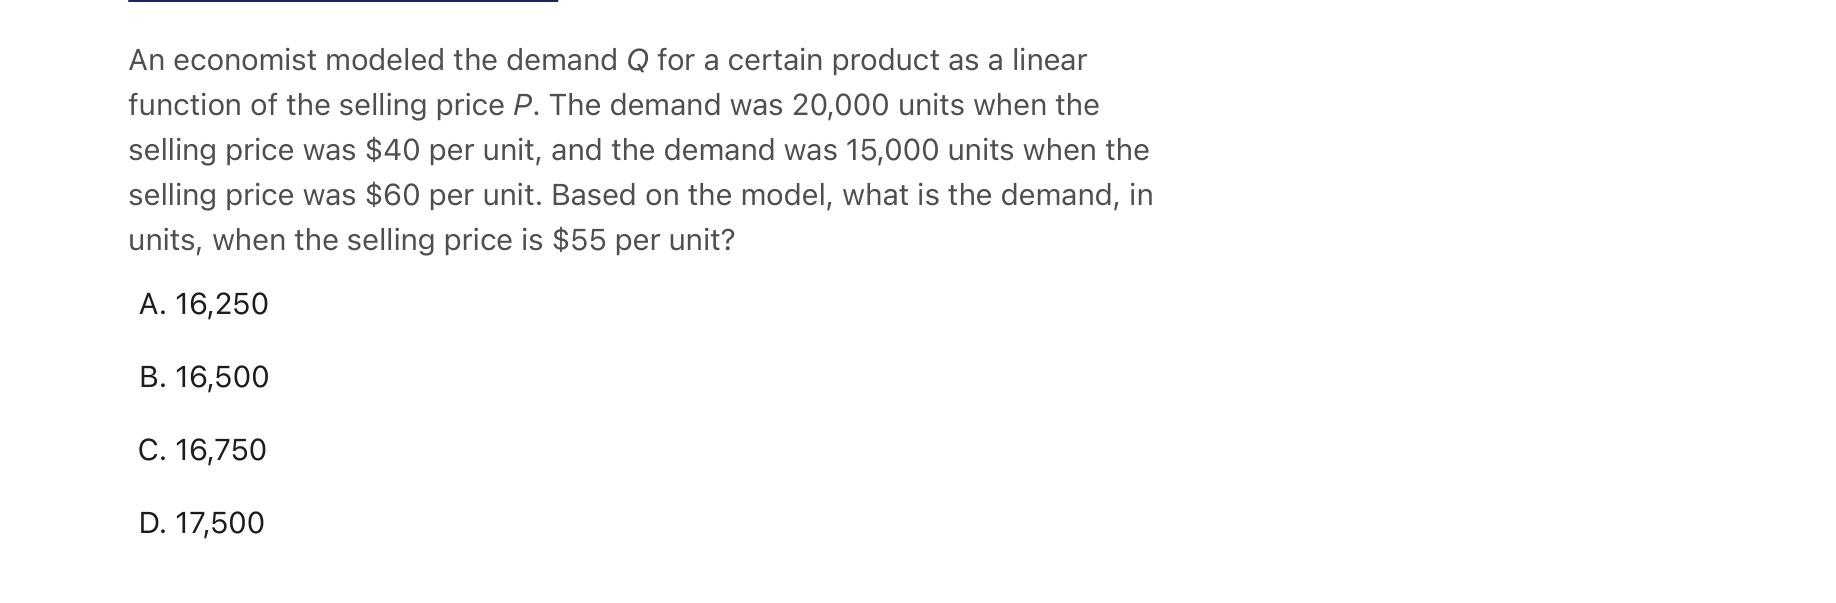 An economist modeled the demand Q for a certain product as a linear
function of the selling price P. The demand was 20,000 units when the
selling price was $40 per unit, and the demand was 15,000 units when the
selling price was $60 per unit. Based on the model, what is the demand, in
units, when the selling price is $55 per unit?
A. 16,250
B. 16,500
C. 16,750
D. 17,500